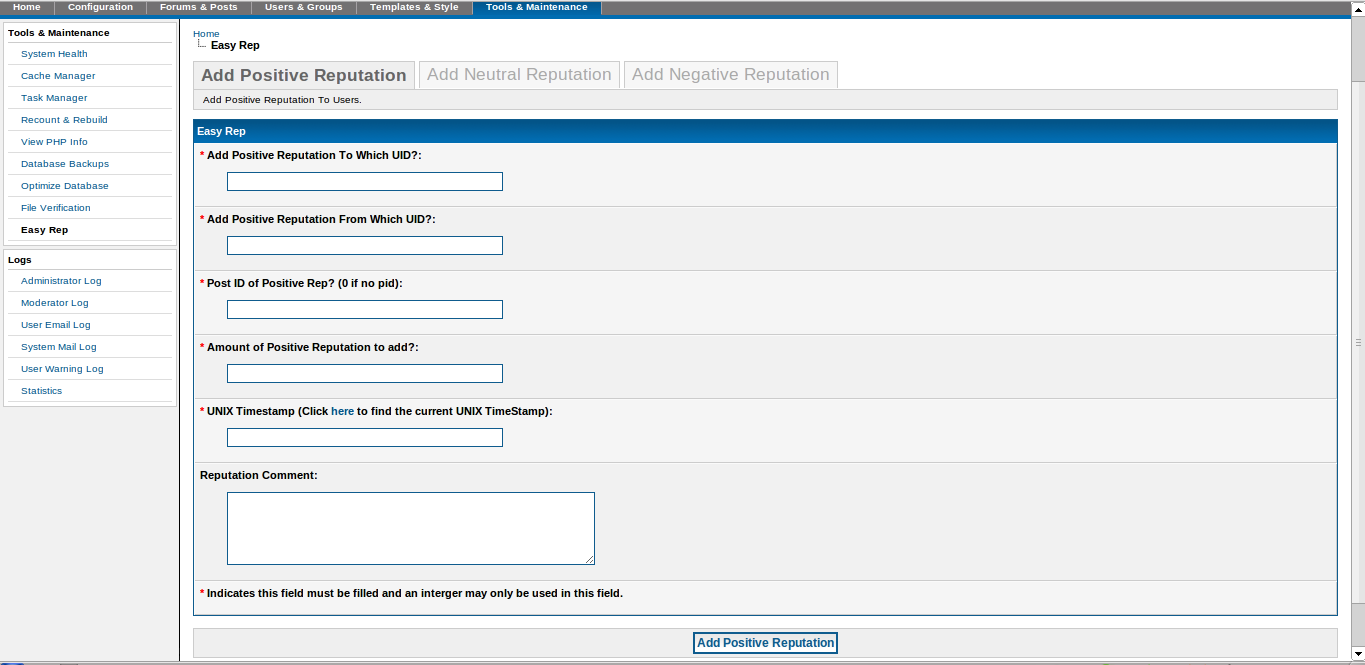 Home Configuration Forums & Posts Users & Groups Templates & Style Tools & Maintenance
Tools & Maintenance
System Health
Cache Manager
Task Manager
Recount & Rebuild
View PHP Info
Database Backups
Optimize Database
File Verification
Easy Rep
Logs
Administrator Log
Moderator Log
User Email Log
System Mail Log
User Warning Log
Statistics
Home
Easy Rep
Add Positive Reputation Add Neutral Reputation Add Negative Reputation
Add Positive Reputation To Users.
Easy Rep
* Add Positive Reputation To Which UID?:
* Add Positive Reputation From Which UID?:
* Post ID of Positive Rep? (0 if no pid):
* Amount of Positive Reputation to add?:
* UNIX Timestamp (Click here to find the current UNIX TimeStamp):
Reputation Comment:
* Indicates this field must be filled and an interger may only be used in this field.
Add Positive Reputation